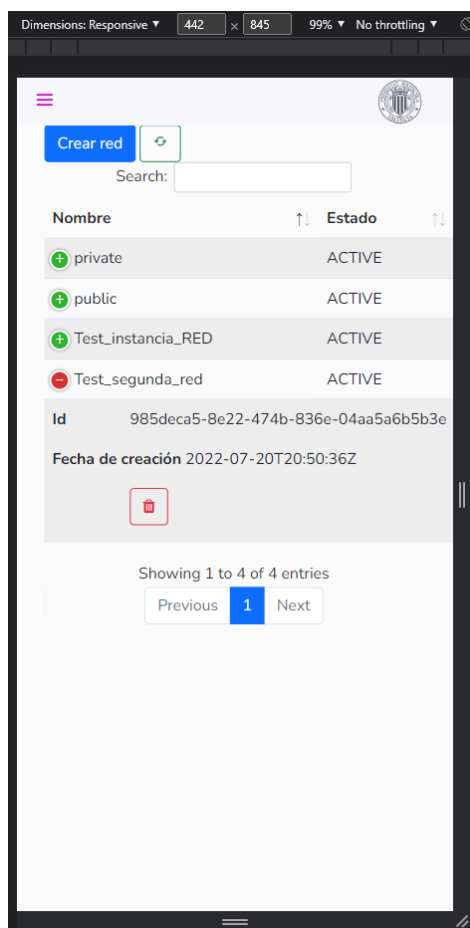 Dimensions: Responsive ▼ 442 × 845 99% ▼ No throttling ▼
Crear red
Search:
Nombre ↑↓ Estado ↑↓
private ACTIVE
public ACTIVE
Test_instancia_RED ACTIVE
Test_segunda_red ACTIVE
Id 985deca5-8e22-474b-836e-04aa5a6b5b3e
Fecha de creación 2022-07-20T20:50:36Z
Showing 1 to 4 of 4 entries
Previous 1 Next